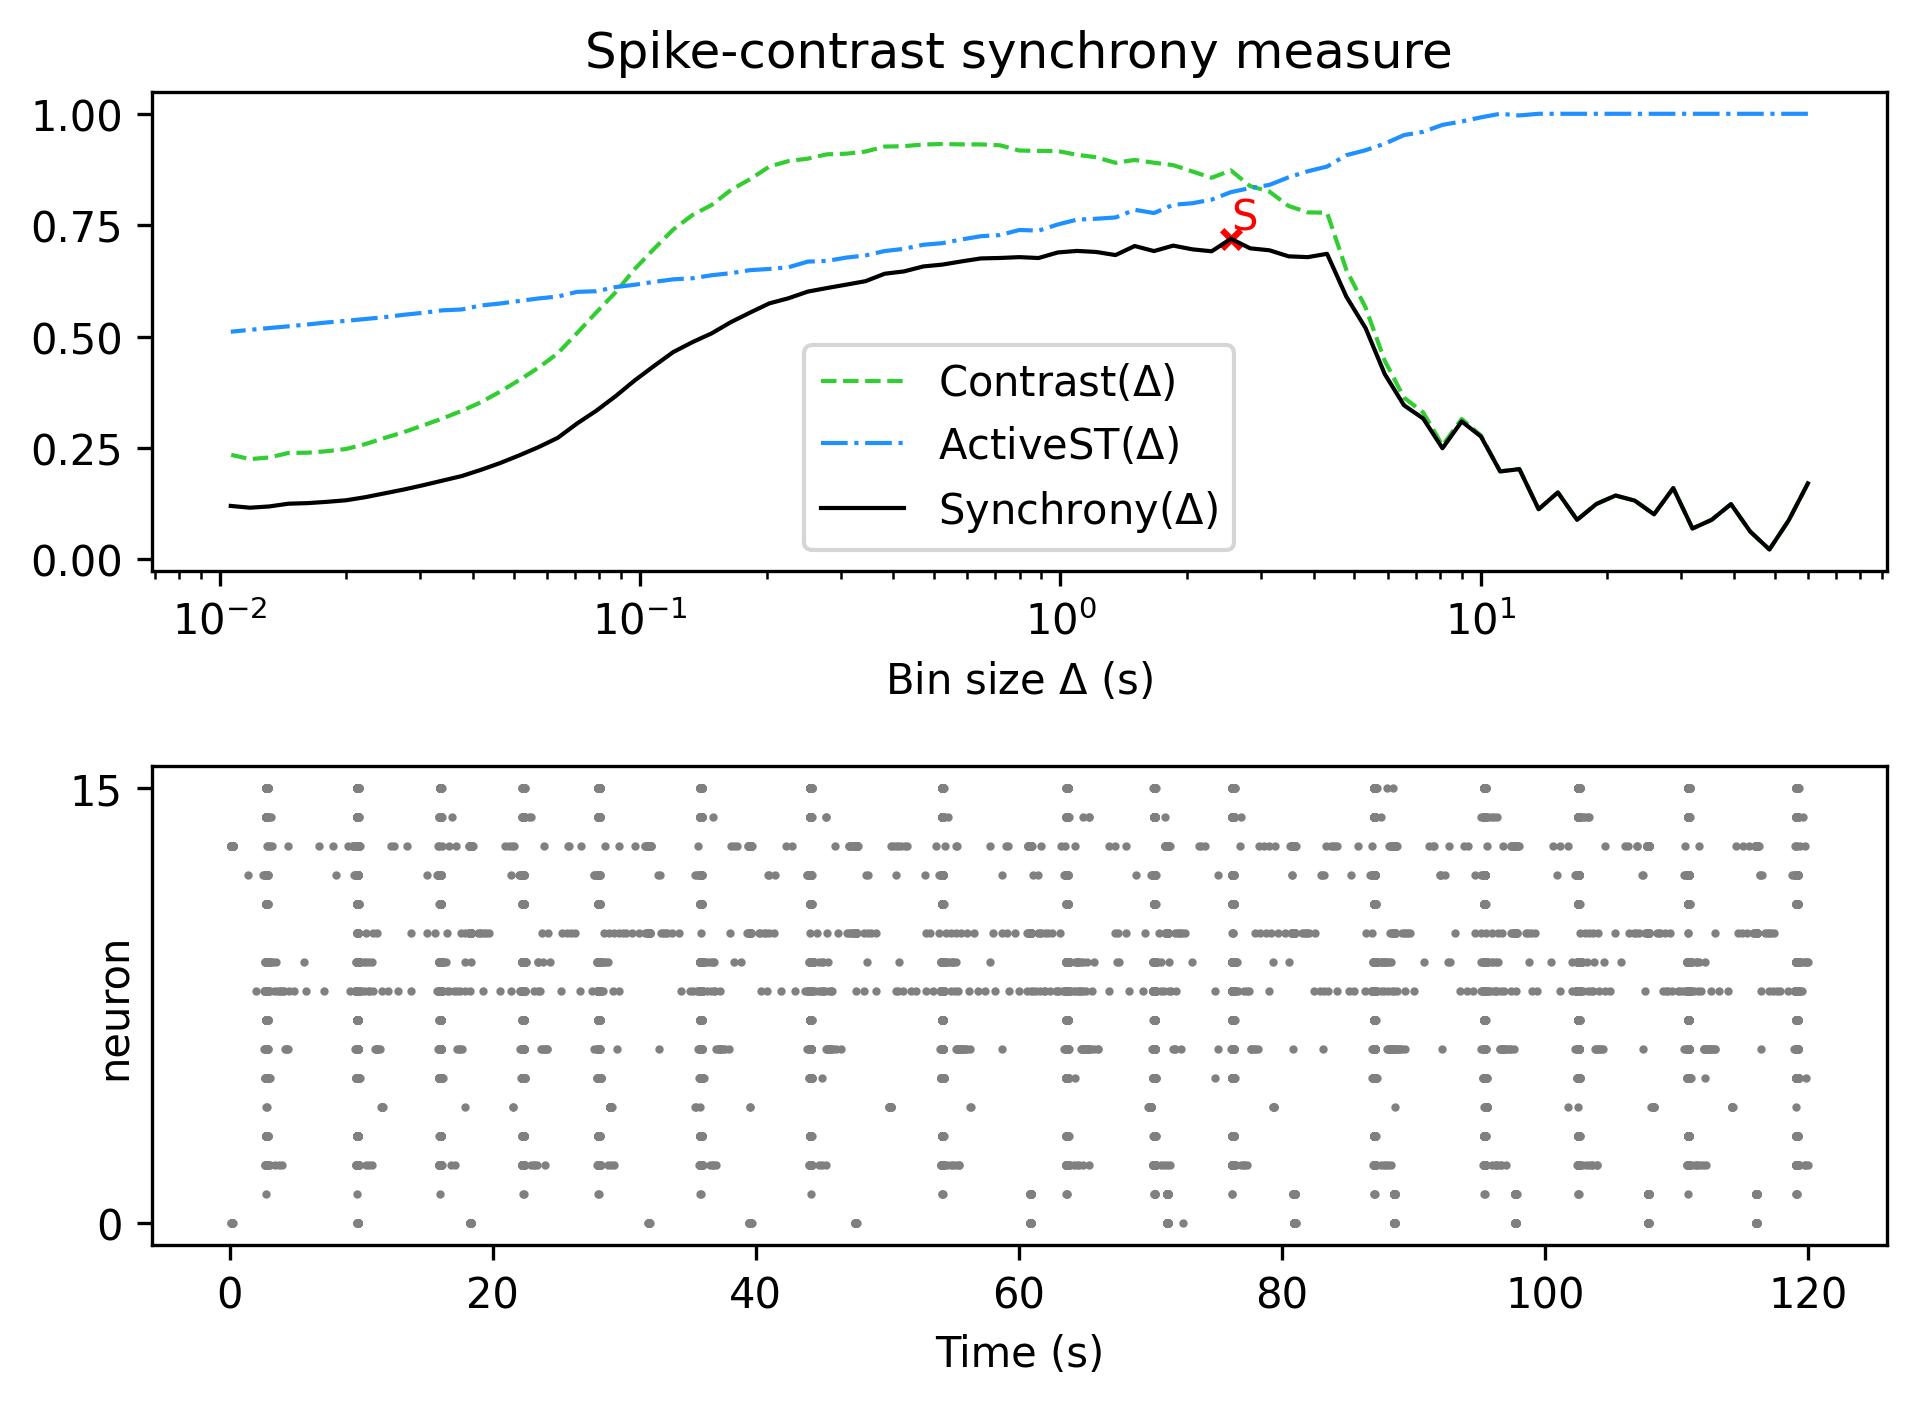 Spike-contrast synchrony measure
1.00
0.75
0.50
0.25
0.00
S
Contrast(Δ)
ActiveST(Δ)
Synchrony(Δ)
10⁻² 10⁻¹ 10⁰ 10¹
Bin size Δ (s)
15
neuron
0
0 20 40 60 80 100 120
Time (s)